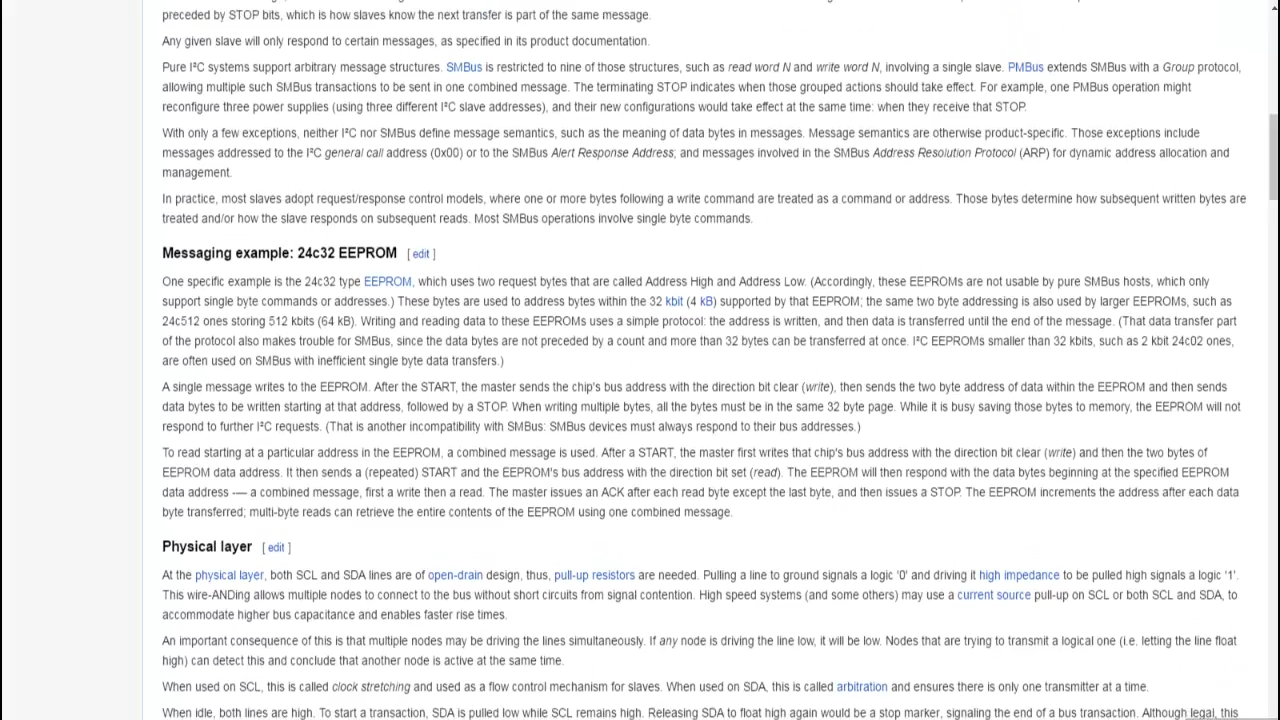 preceded by STOP bits, which is how slaves know the next transfer is part of the same message.
Any given slave will only respond to certain messages, as specified in its product documentation.
Pure I²C systems support arbitrary message structures. SMBus is restricted to nine of those structures, such as read word N and write word N, involving a single slave. PMBus extends SMBus with a Group protocol,
allowing multiple such SMBus transactions to be sent in one combined message. The terminating STOP indicates when those grouped actions should take effect. For example, one PMBus operation might
reconfigure three power supplies (using three different I²C slave addresses), and their new configurations would take effect at the same time: when they receive that STOP.
With only a few exceptions, neither I²C nor SMBus define message semantics, such as the meaning of data bytes in messages. Message semantics are otherwise product-specific. Those exceptions include
messages addressed to the I²C general call address (0x00) or to the SMBus Alert Response Address; and messages involved in the SMBus Address Resolution Protocol (ARP) for dynamic address allocation and
management.
In practice, most slaves adopt request/response control models, where one or more bytes following a write command are treated as a command or address. Those bytes determine how subsequent written bytes are
treated and/or how the slave responds on subsequent reads. Most SMBus operations involve single byte commands.
Messaging example: 24c32 EEPROM [ edit ]
One specific example is the 24c32 type EEPROM, which uses two request bytes that are called Address High and Address Low. (Accordingly, these EEPROMs are not usable by pure SMBus hosts, which only
support single byte commands or addresses.) These bytes are used to address bytes within the 32 kbit (4 kB) supported by that EEPROM; the same two byte addressing is also used by larger EEPROMs, such as
24c512 ones storing 512 kbits (64 kB). Writing and reading data to these EEPROMs uses a simple protocol: the address is written, and then data is transferred until the end of the message. (That data transfer part
of the protocol also makes trouble for SMBus, since the data bytes are not preceded by a count and more than 32 bytes can be transferred at once. I²C EEPROMs smaller than 32 kbits, such as 2 kbit 24c02 ones,
are often used on SMBus with inefficient single byte data transfers.)
A single message writes to the EEPROM. After the START, the master sends the chip's bus address with the direction bit clear (write), then sends the two byte address of data within the EEPROM and then sends
data bytes to be written starting at that address, followed by a STOP. When writing multiple bytes, all the bytes must be in the same 32 byte page. While it is busy saving those bytes to memory, the EEPROM will not
respond to further I²C requests. (That is another incompatibility with SMBus: SMBus devices must always respond to their bus addresses.)
To read starting at a particular address in the EEPROM, a combined message is used. After a START, the master first writes that chip's bus address with the direction bit clear (write) and then the two bytes of
EEPROM data address. It then sends a (repeated) START and the EEPROM's bus address with the direction bit set (read). The EEPROM will then respond with the data bytes beginning at the specified EEPROM
data address -— a combined message, first a write then a read. The master issues an ACK after each read byte except the last byte, and then issues a STOP. The EEPROM increments the address after each data
byte transferred; multi-byte reads can retrieve the entire contents of the EEPROM using one combined message.
Physical layer [ edit ]
At the physical layer, both SCL and SDA lines are of open-drain design, thus, pull-up resistors are needed. Pulling a line to ground signals a logic '0' and driving it high impedance to be pulled high signals a logic '1'.
This wire-ANDing allows multiple nodes to connect to the bus without short circuits from signal contention. High speed systems (and some others) may use a current source pull-up on SCL or both SCL and SDA, to
accommodate higher bus capacitance and enables faster rise times.
An important consequence of this is that multiple nodes may be driving the lines simultaneously. If any node is driving the line low, it will be low. Nodes that are trying to transmit a logical one (i.e. letting the line float
high) can detect this and conclude that another node is active at the same time.
When used on SCL, this is called clock stretching and used as a flow control mechanism for slaves. When used on SDA, this is called arbitration and ensures there is only one transmitter at a time.
When idle, both lines are high. To start a transaction, SDA is pulled low while SCL remains high. Releasing SDA to float high again would be a stop marker, signaling the end of a bus transaction. Although legal, this